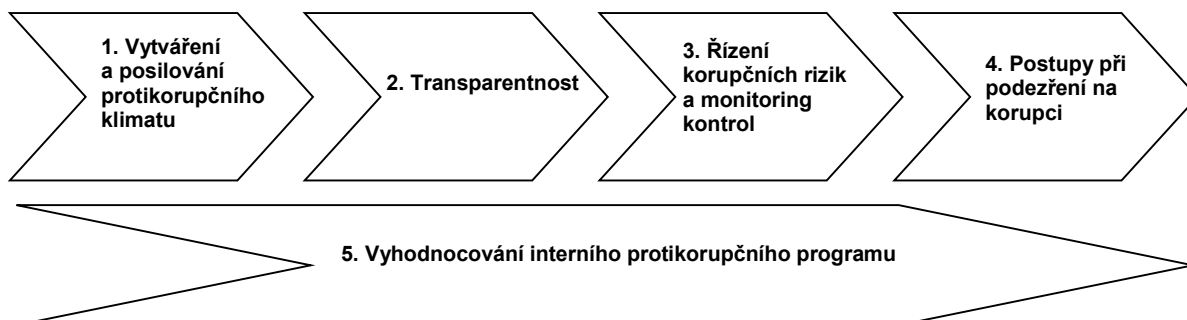 1. Vytváření
a posilování
protikorupčního
klimatu
2. Transparentnost
3. Řízení
korupčních rizik
a monitoring
kontrol
4. Postupy při
podezření na
korupci
5. Vyhodnocování interního protikorupčního programu